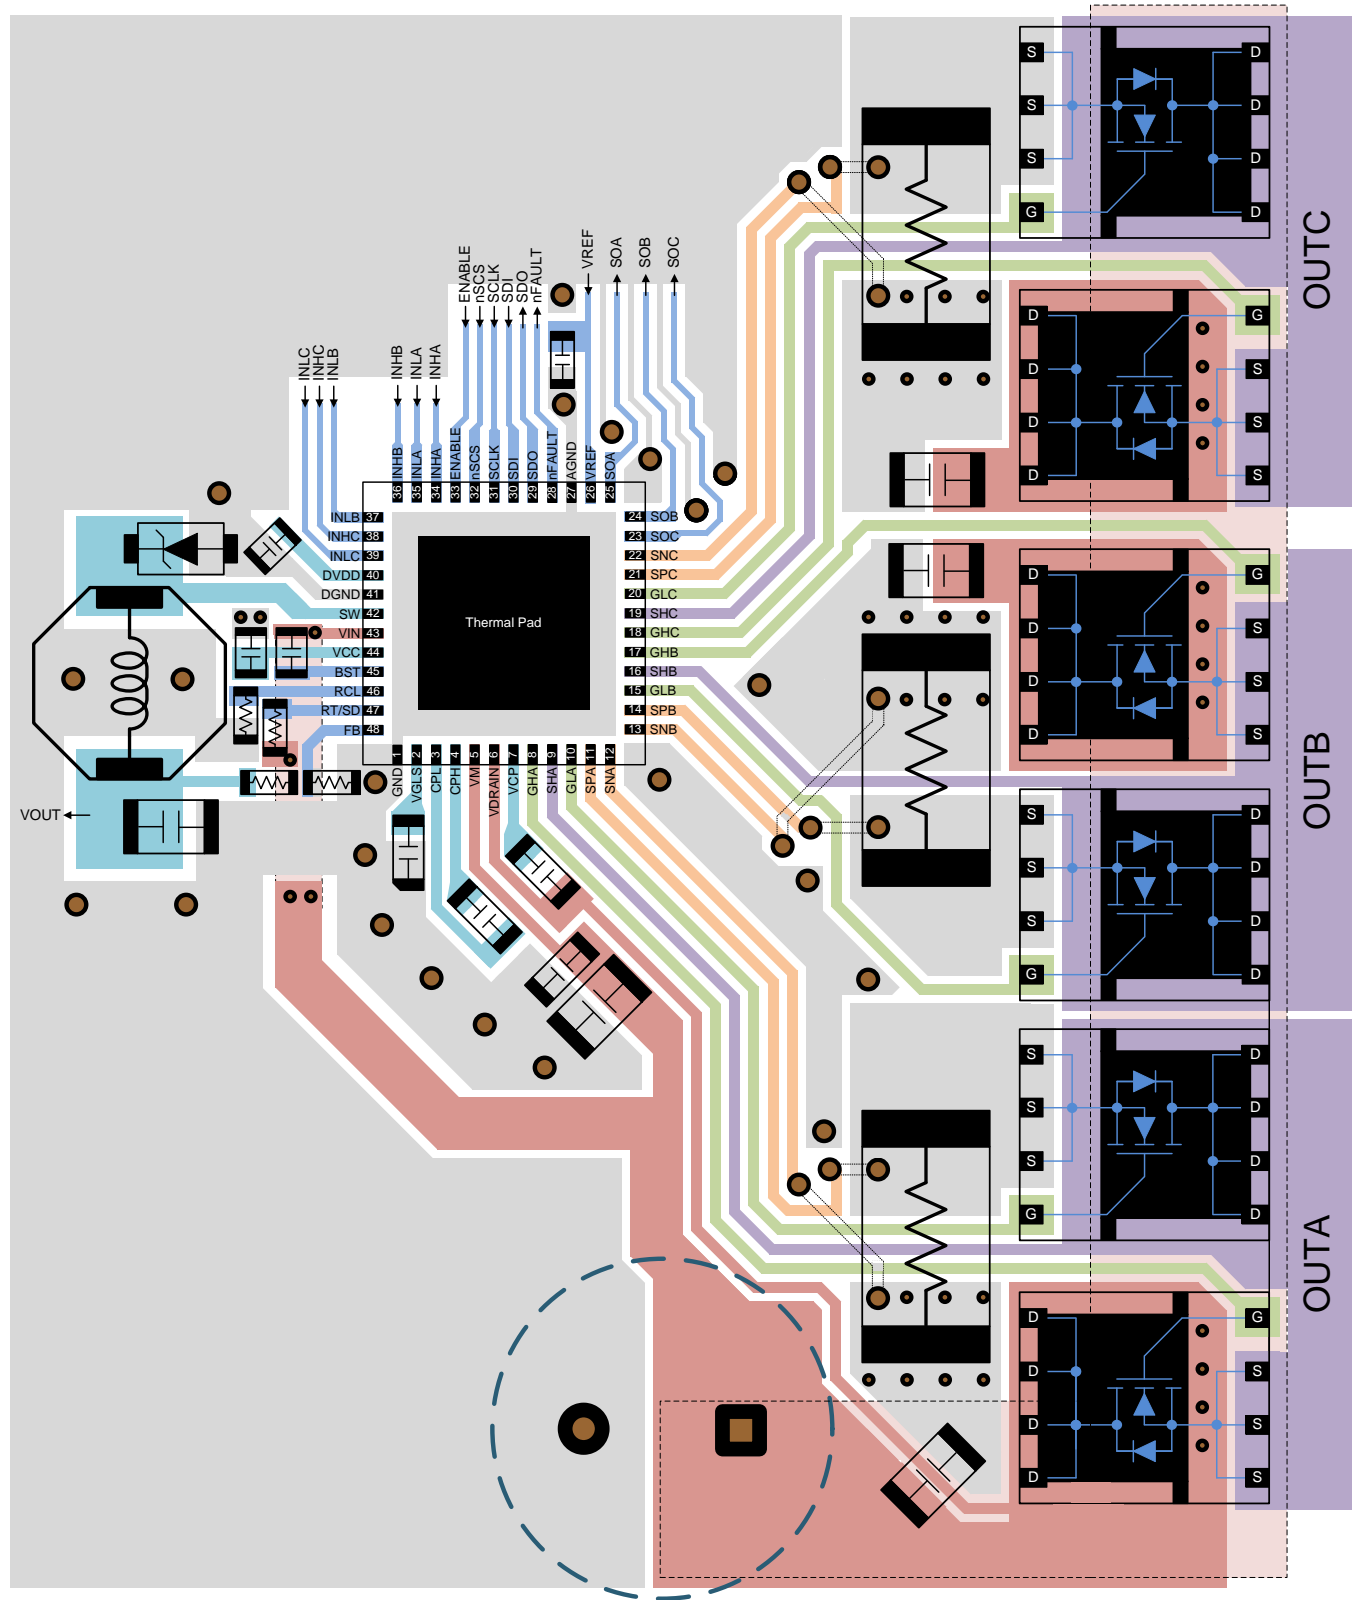 S
D
S
D
S
D
G
D
OUTC
ENABLE
nSCS
SCLK
SDI
SDO
nFAULT
VREF
SOA
SOB
SOC
INLC
INHC
INLB
INHB
INLA
INHA
D
G
D
S
D
S
D
S
36 INHB
35 INLA
34 INHA
33 ENABLE
32 nSCS
31 SCLK
30 SDI
29 SDO
28 nFAULT
27 AGND
26 VREF
25 SOA
INLB 37
INHC 38
INLC 39
DVDD 40
DGND 41
SW 42
VIN 43
VCC 44
BST 45
RCL 46
RT/SD 47
FB 48
Thermal Pad
24 SOB
23 SOC
22 SNC
21 SPC
20 GLC
19 SHC
18 GHC
17 GHB
16 SHB
15 GLB
14 SPB
13 SNB
1 GND
2 VGLS
3 CPL
4 CPH
5 VM
6 VDRAIN
7 VCP
8 GHA
9 SHA
10 GLA
11 SPA
12 SNA
D
G
D
S
D
S
D
S
OUTB
VOUT
S
D
S
D
S
D
G
D
S
D
S
D
S
D
G
D
OUTA
D
G
D
S
D
S
D
S